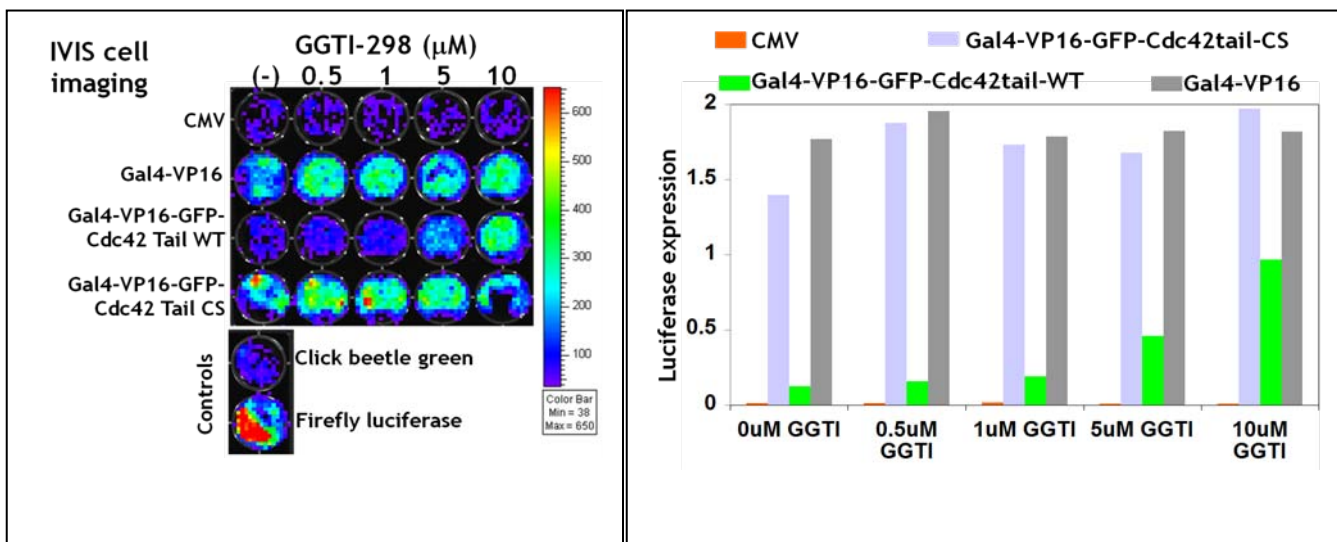 IVIS cell
imaging
GGTI-298 (μM)
(-) 0.5 1 5 10
CMV
Gal4-VP16
Gal4-VP16-GFP-
Cdc42 Tail WT
Gal4-VP16-GFP-
Cdc42 Tail CS
600
500
400
300
200
100
Color Bar
Min = 38
Max = 650
Controls
Click beetle green
Firefly luciferase
CMV
Gal4-VP16-GFP-Cdc42tail-CS
Gal4-VP16-GFP-Cdc42tail-WT
Gal4-VP16
Luciferase expression
2
1.5
1
0.5
0
0uM GGTI
0.5uM
GGTI
1uM GGTI
5uM GGTI
10uM
GGTI